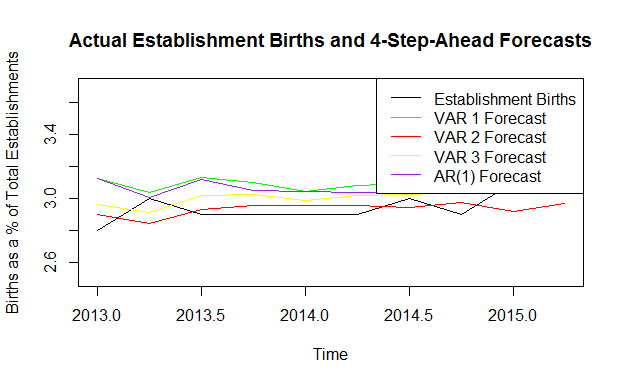 Actual Establishment Births and 4-Step-Ahead Forecasts
Births as a % of Total Establishments
3.4
3.0
2.6
Establishment Births
VAR 1 Forecast
VAR 2 Forecast
VAR 3 Forecast
AR(1) Forecast
2013.0 2013.5 2014.0 2014.5 2015.0
Time